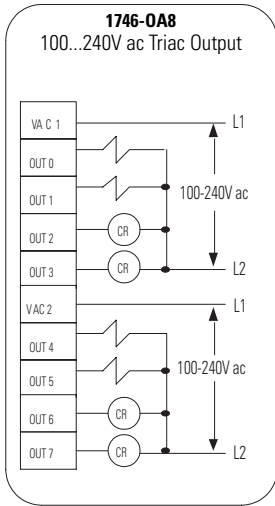 1746-OA8
100...240V ac Triac Output
VA C 1
L1
OUT 0
OUT 1
100-240V ac
OUT 2
CR
OUT 3
CR
L2
VAC 2
L1
OUT 4
OUT 5
100-240V ac
OUT 6
CR
OUT 7
CR
L2